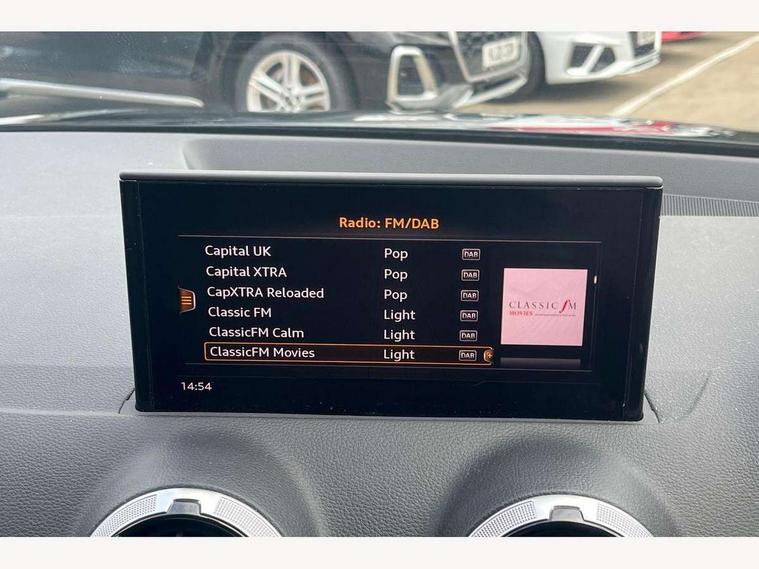 Radio: FM/DAB
Capital UK Pop DAB
Capital XTRA Pop DAB
CapXTRA Reloaded Pop DAB
Classic FM Light DAB
ClassicFM Calm Light DAB
ClassicFM Movies Light DAB
CLASSIC fM
MOVIES
14:54